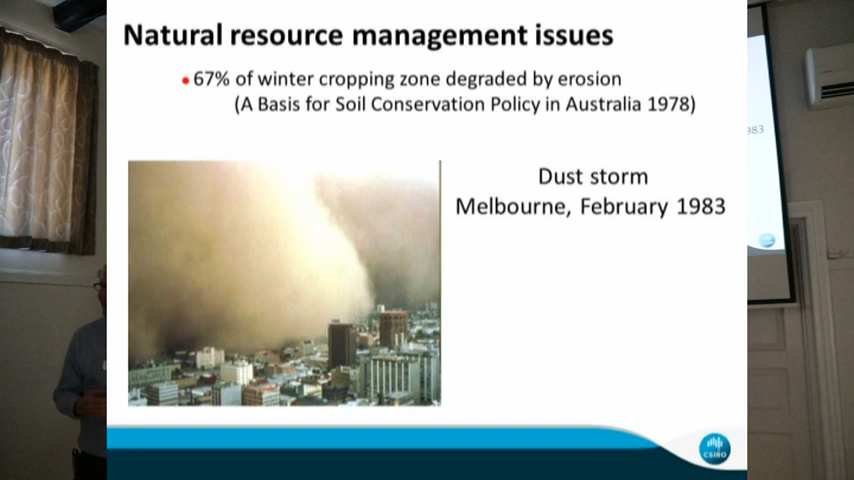 Natural resource management issues
• 67% of winter cropping zone degraded by erosion
(A Basis for Soil Conservation Policy in Australia 1978)
Dust storm
Melbourne, February 1983
CSIRO
983